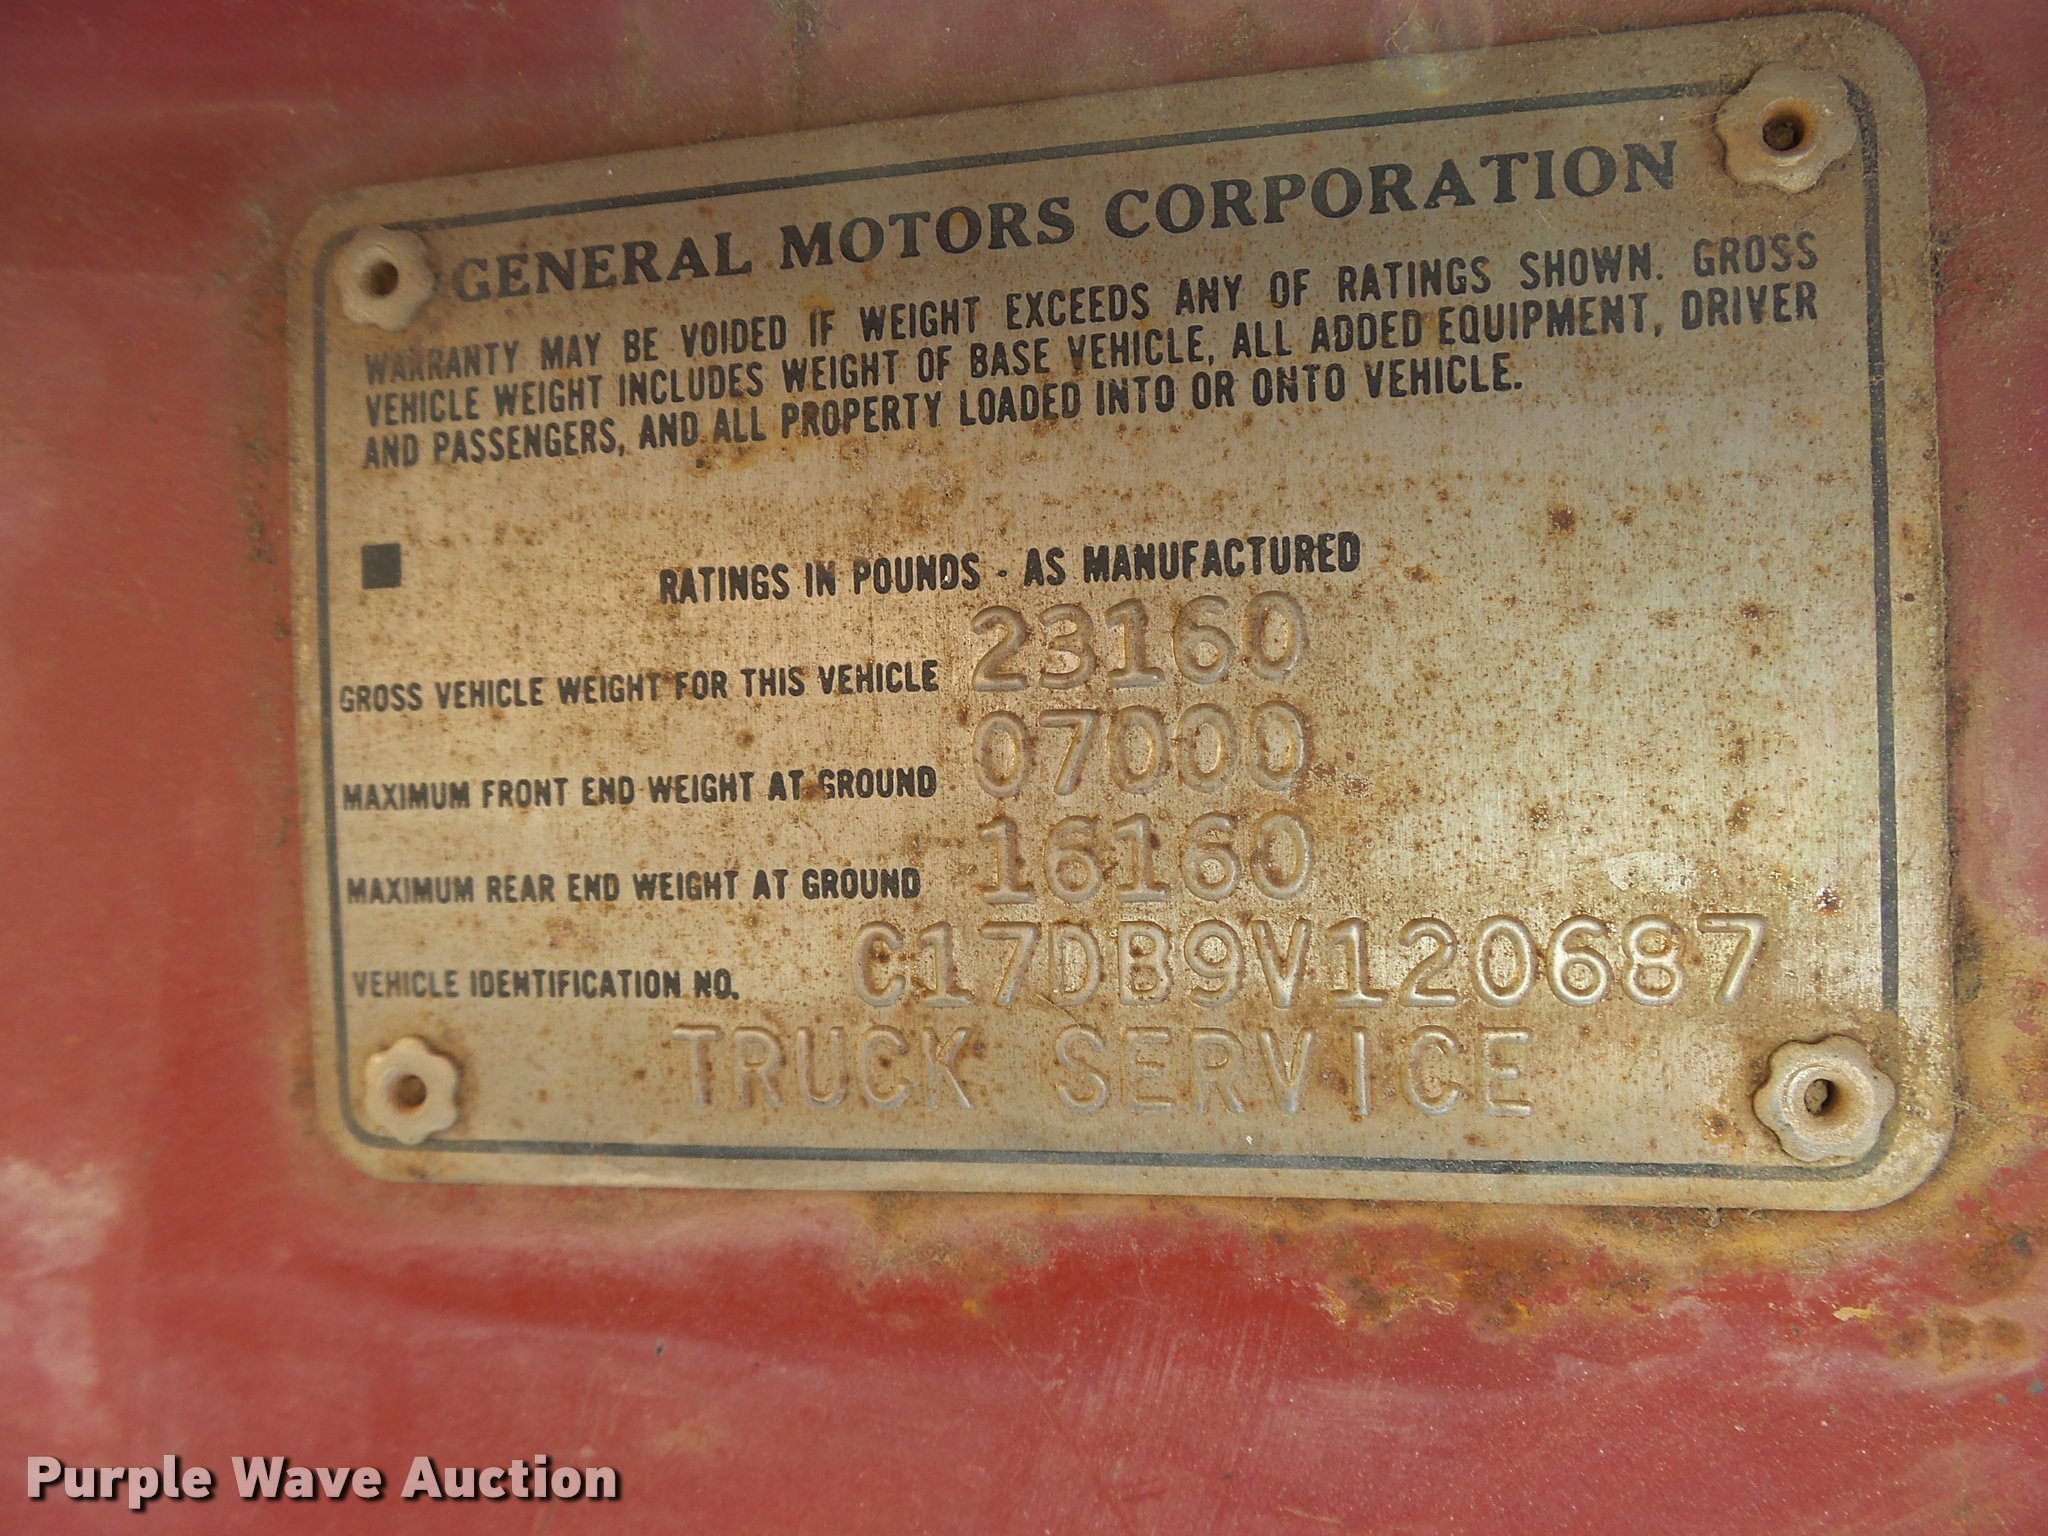 GENERAL MOTORS CORPORATION
WARRANTY MAY BE VOIDED IF WEIGHT EXCEEDS ANY OF RATINGS SHOWN. GROSS
VEHICLE WEIGHT INCLUDES WEIGHT OF BASE VEHICLE, ALL ADDED EQUIPMENT, DRIVER
AND PASSENGERS, AND ALL PROPERTY LOADED INTO OR ONTO VEHICLE.
RATINGS IN POUNDS - AS MANUFACTURED
GROSS VEHICLE WEIGHT FOR THIS VEHICLE 23160
MAXIMUM FRONT END WEIGHT AT GROUND 07000
MAXIMUM REAR END WEIGHT AT GROUND 16160
VEHICLE IDENTIFICATION NO. C17DB9V120687
TRUCK SERVICE
Purple Wave Auction